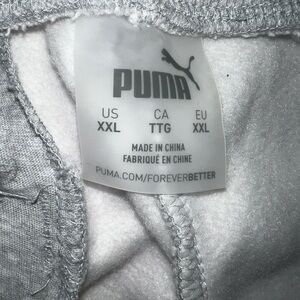 PUMA
US CA EU
XXL TTG XXL
MADE IN CHINA
FABRIQUÉ EN CHINE
PUMA.COM/FOREVERBETTER